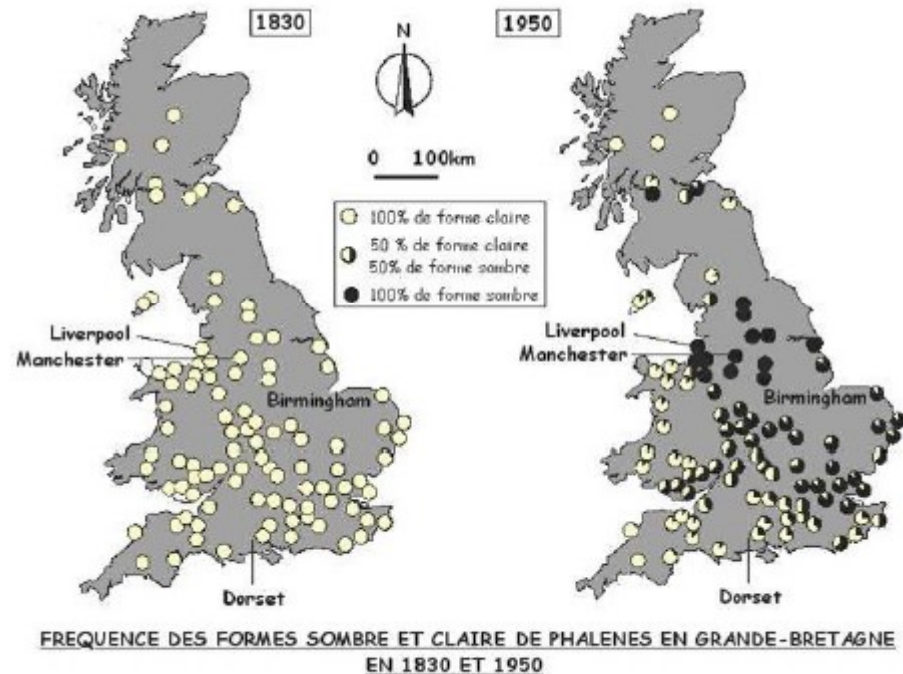 1830
1950
N
0 100km
100% de forme claire
50 % de forme claire
50% de forme sombre
100% de forme sombre
Liverpool
Manchester
Birmingham
Dorset
Liverpool
Manchester
Birmingham
Dorset
FREQUENCE DES FORMES SOMBRE ET CLAIRE DE PHALENES EN GRANDE-BRETAGNE
EN 1830 ET 1950